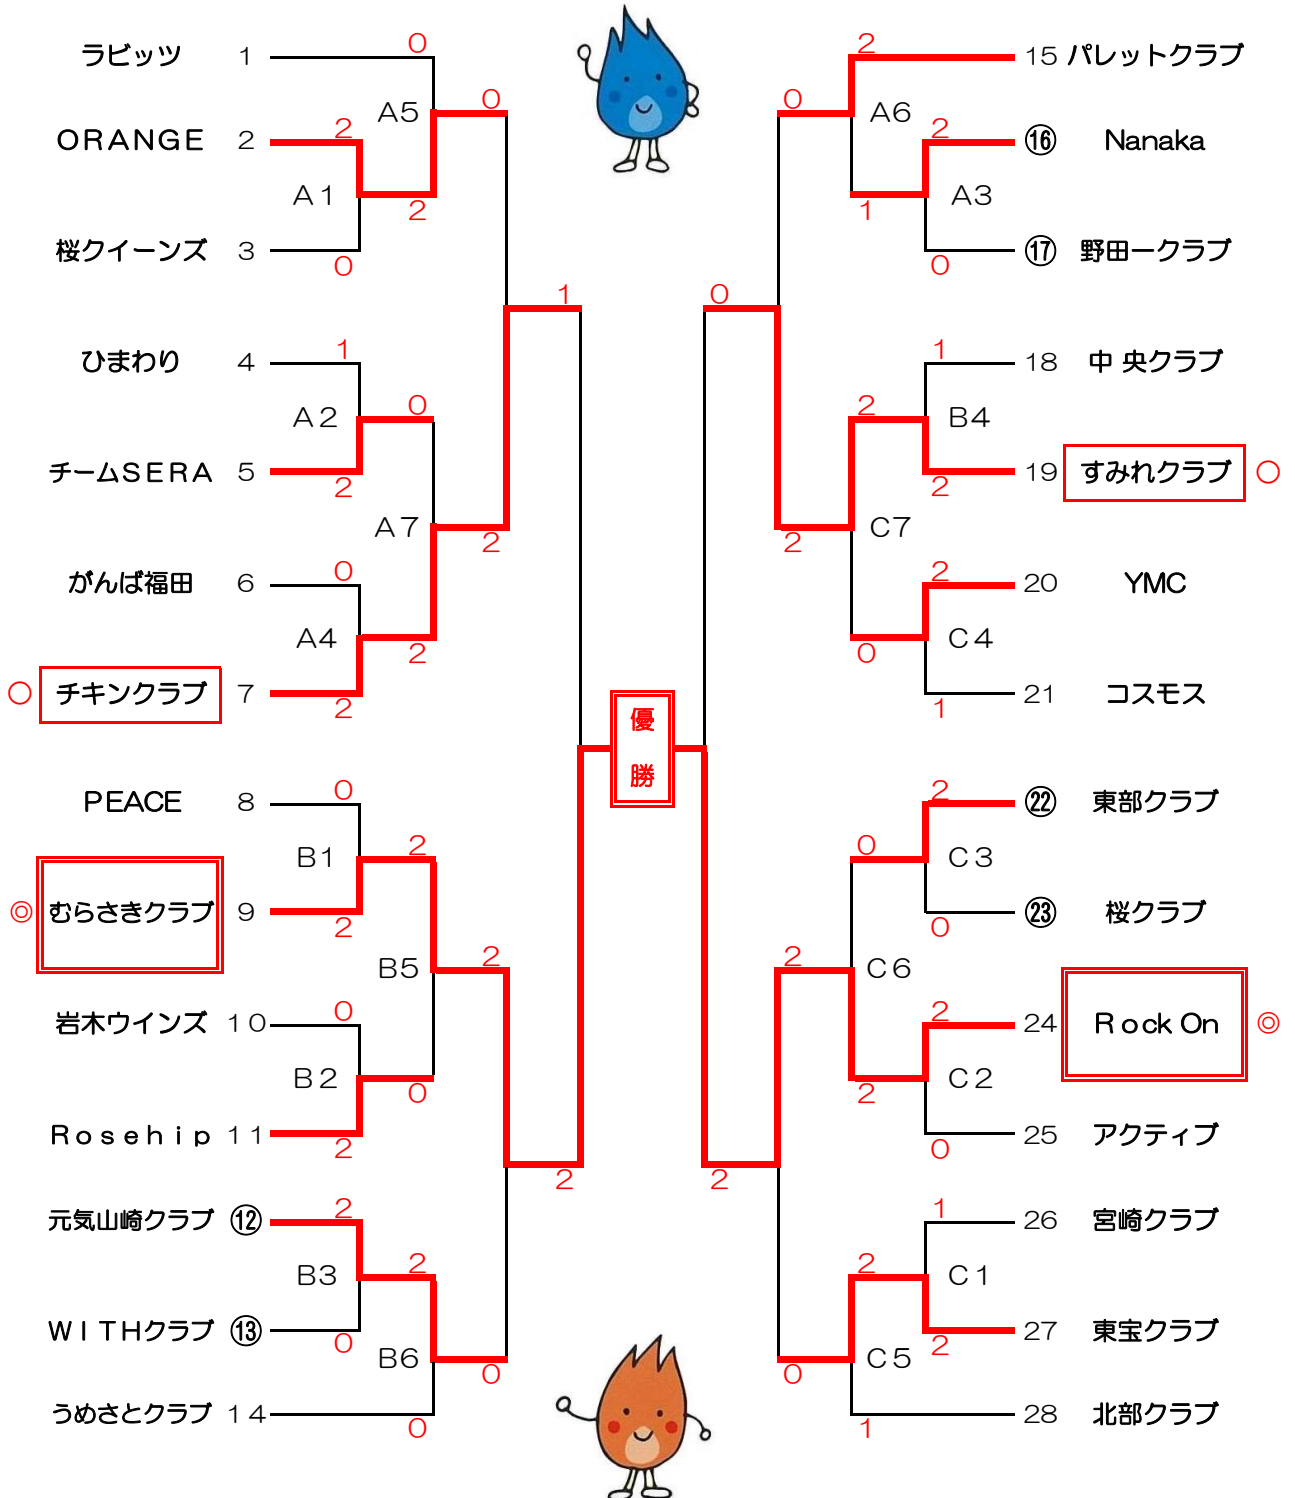 0
2
ラビッツ 1
15 パレットクラブ
0
0
A5
A6
2
2
ORANGE 2
⑯ Nanaka
A1
A3
2
1
桜クイーンズ 3
⑰ 野田一クラブ
0
0
1
0
1
1
ひまわり 4
18 中央クラブ
0
2
A2
B4
チームSERA 5
19 すみれクラブ ○
2
2
A7
C7
2
2
0
2
がんば福田 6
20 YMC
A4
C4
2
0
○ チキンクラブ 7
21 コスモス
2
1
優
勝
0
2
PEACE 8
㉒ 東部クラブ
2
0
B1
C3
◎ むらさきクラブ 9
㉓ 桜クラブ
2
0
2
2
B5
C6
0
2
岩木ウインズ 10
24 Rock On ◎
B2
C2
0
2
Rosehip 11
25 アクティブ
2
0
2
2
2
1
元気山崎クラブ ⑫
26 宮崎クラブ
2
2
B3
C1
WITHクラブ ⑬
27 東宝クラブ
0
2
B6
C5
0
0
うめさとクラブ 14
28 北部クラブ
0
1